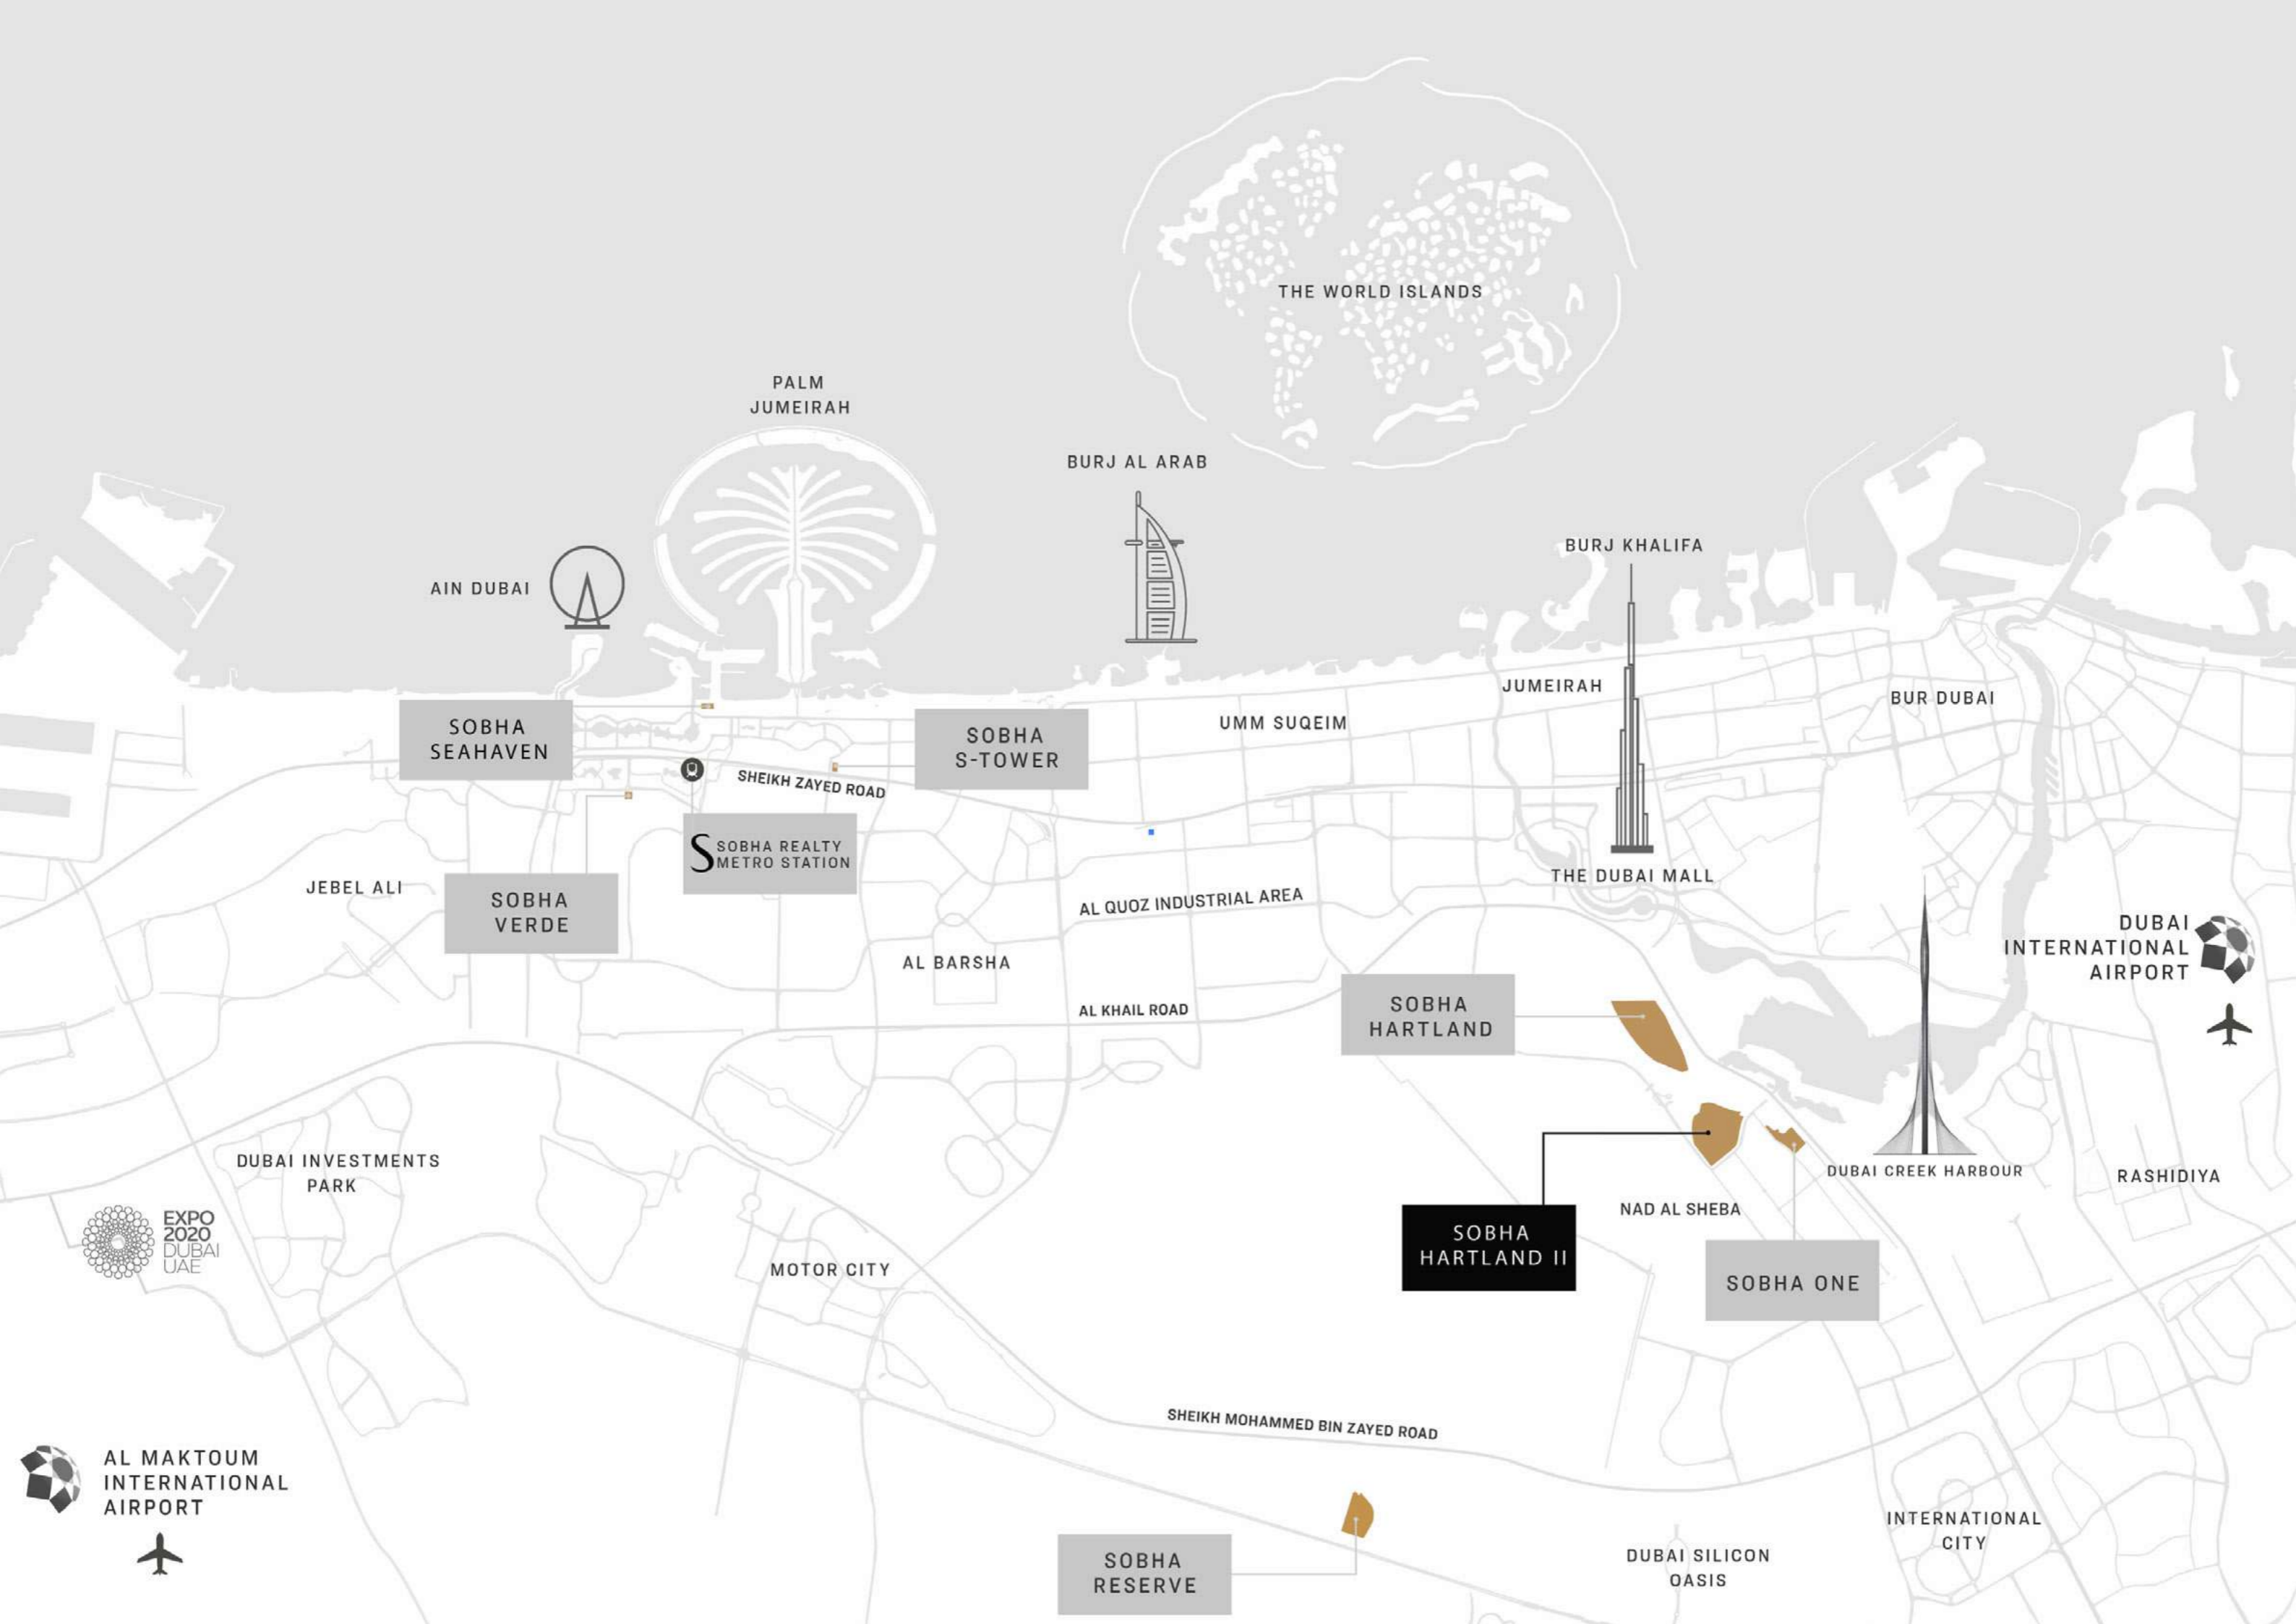 THE WORLD ISLANDS
PALM
JUMEIRAH
BURJ AL ARAB
BURJ KHALIFA
AIN DUBAI
JUMEIRAH
BUR DUBAI
SOBHA
SEAHAVEN
UMM SUQEIM
SOBHA
S-TOWER
SHEIKH ZAYED ROAD
S SOBHA REALTY
METRO STATION
THE DUBAI MALL
JEBEL ALI
SOBHA
VERDE
AL QUOZ INDUSTRIAL AREA
DUBAI
INTERNATIONAL
AIRPORT
AL BARSHA
AL KHAIL ROAD
SOBHA
HARTLAND
DUBAI INVESTMENTS
PARK
DUBAI CREEK HARBOUR
RASHIDIYA
NAD AL SHEBA
EXPO
2020
DUBAI
UAE
SOBHA
HARTLAND II
MOTOR CITY
SOBHA ONE
SHEIKH MOHAMMED BIN ZAYED ROAD
AL MAKTOUM
INTERNATIONAL
AIRPORT
INTERNATIONAL
CITY
SOBHA
RESERVE
DUBAI SILICON
OASIS